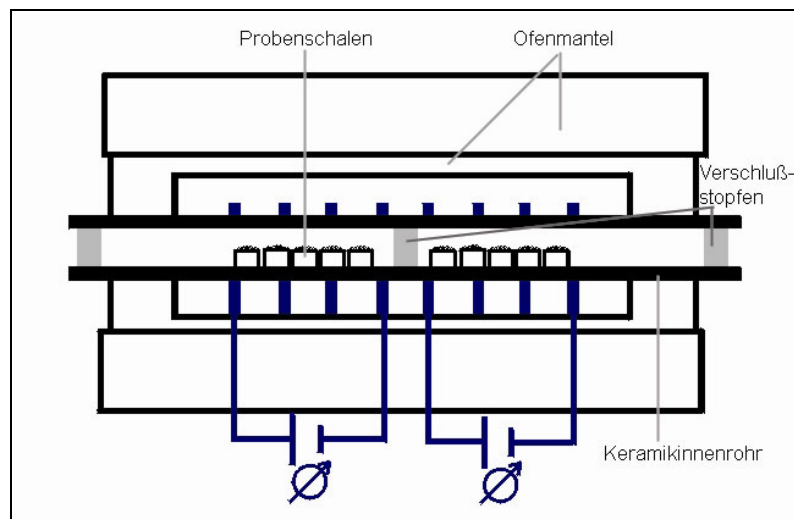 Probenschalen
Ofenmantel
Verschluß-
stopfen
Keramikinnenrohr